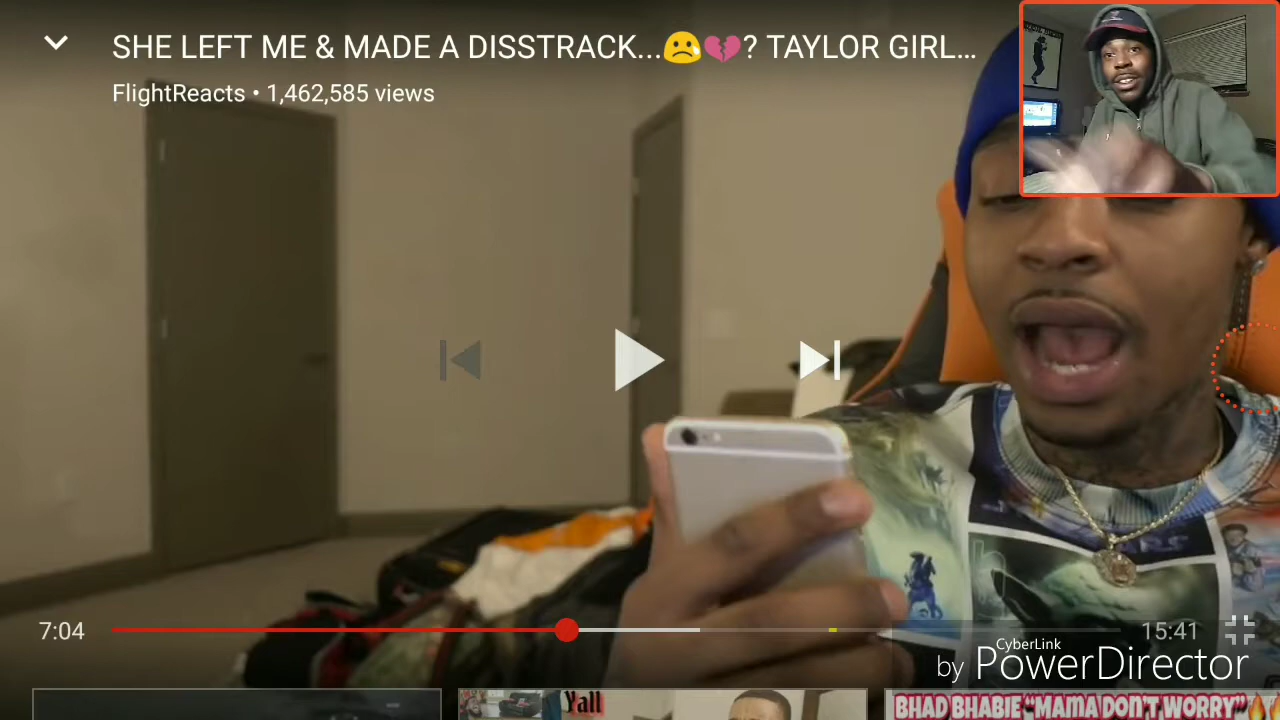 SHE LEFT ME & MADE A DISSTRACK...😢💔? TAYLOR GIRL...
FlightReacts • 1,462,585 views
7:04
15:41
CyberLink
by PowerDirector
Yall
BHAD BHABIE "MAMA DON'T WORRY"🔥